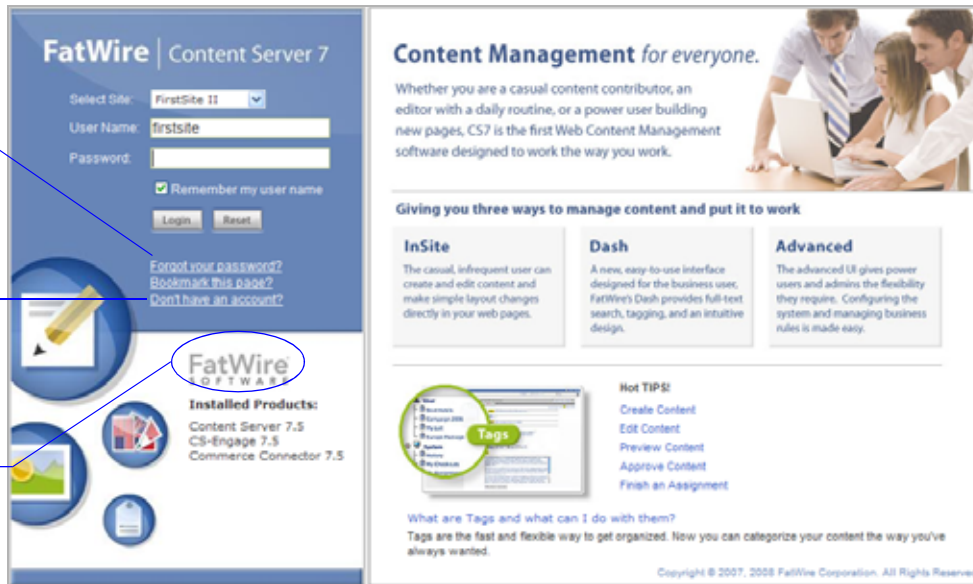 FatWire | Content Server 7
Select Site: FirstSite II
User Name: firstsite
Password:
Remember my user name
Login Reset
Forgot your password?
Bookmark this page?
Don't have an account?
FatWire
SOFTWARE
Installed Products:
Content Server 7.5
CS-Engage 7.5
Commerce Connector 7.5
Content Management for everyone.
Whether you are a casual content contributor, an
editor with a daily routine, or a power user building
new pages, CS7 is the first Web Content Management
software designed to work the way you work.
Giving you three ways to manage content and put it to work
InSite
The casual, infrequent user can
create and edit content and
make simple layout changes
directly in your web pages.
Dash
A new, easy-to-use interface
designed for the business user,
FatWire's Dash provides full-text
search, tagging, and an intuitive
design.
Advanced
The advanced UI gives power
users and admins the flexibility
they require. Configuring the
system and managing business
rules is made easy.
Tags
Hot TIPS!
Create Content
Edit Content
Preview Content
Approve Content
Finish an Assignment
What are Tags and what can I do with them?
Tags are the fast and flexible way to get organized. Now you can categorize your content the way you've
always wanted.
Copyright © 2007, 2008 FatWire Corporation. All Rights Reserved